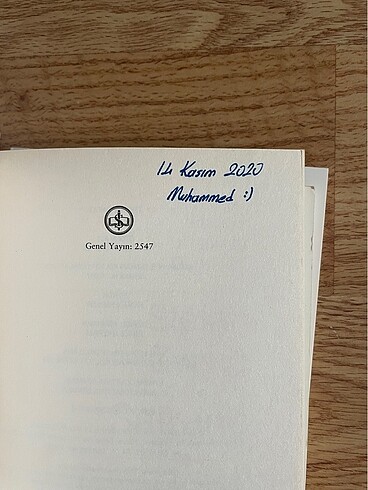 14 Kasım 2020
Muhammed :)
Genel Yayın: 2547